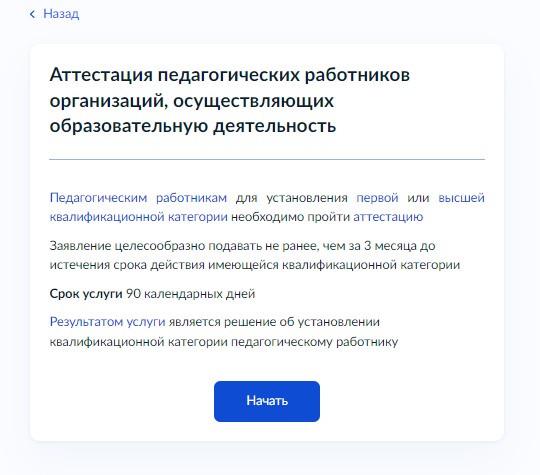 Назад
Аттестация педагогических работников
организаций, осуществляющих
образовательную деятельность
Педагогическим работникам для установления первой или высшей
квалификационной категории необходимо пройти аттестацию
Заявление целесообразно подавать не ранее, чем за 3 месяца до
истечения срока действия имеющейся квалификационной категории
Срок услуги 90 календарных дней
Результатом услуги является решение об установлении
квалификационной категории педагогическому работнику
Начать